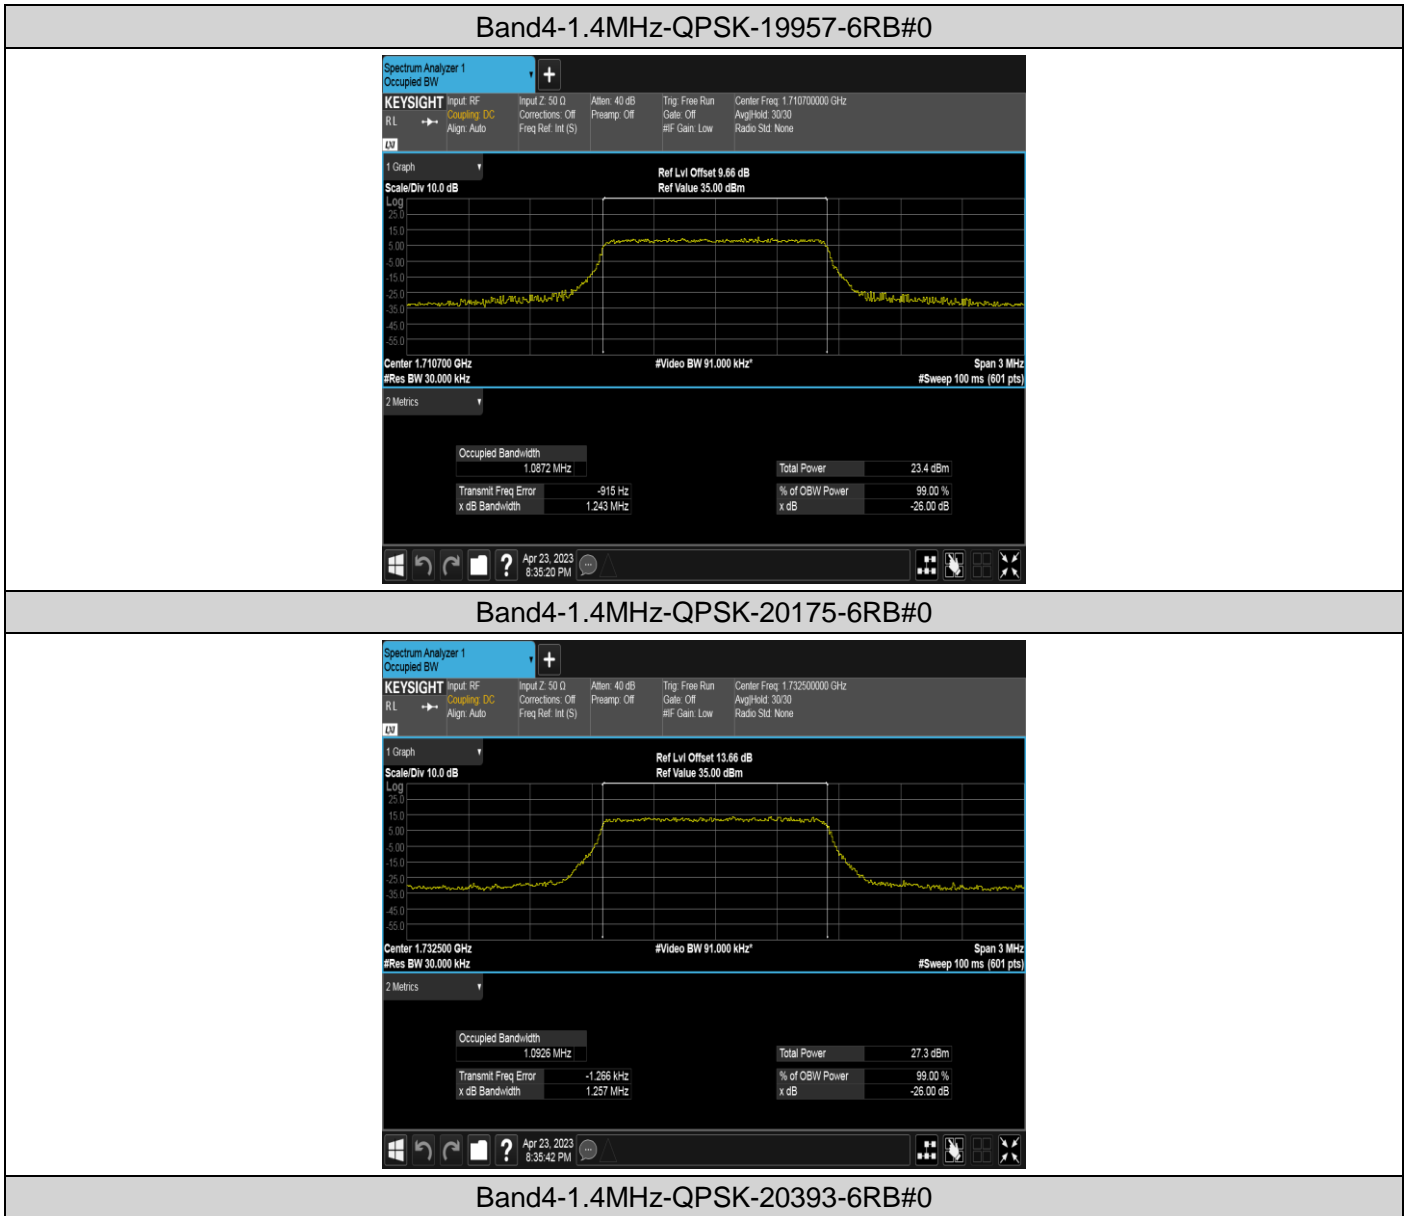 Band4-1.4MHz-QPSK-19957-6RB#0
Spectrum Analyzer 1
Occupied BW
+
KEYSIGHT Input: RF Input Z: 50 Ω Atten: 40 dB Trig: Free Run Center Freq: 1.710700000 GHz
RL Coupling: DC Corrections: Off Preamp: Off Gate: Off Avg|Hold: 30/30
Align: Auto Freq Ref: Int (S) #IF Gain: Low Radio Std: None
LXI
1 Graph Ref Lvl Offset 9.66 dB
Scale/Div 10.0 dB Ref Value 35.00 dBm
Log
25.0
15.0
5.00
-5.00
-15.0
-25.0
-35.0
-45.0
-55.0
Center 1.710700 GHz #Video BW 91.000 kHz* Span 3 MHz
#Res BW 30.000 kHz #Sweep 100 ms (601 pts)
2 Metrics
Occupied Bandwidth
1.0872 MHz Total Power 23.4 dBm
Transmit Freq Error -915 Hz % of OBW Power 99.00 %
x dB Bandwidth 1.243 MHz x dB -26.00 dB
? Apr 23, 2023
8:35:20 PM
Band4-1.4MHz-QPSK-20175-6RB#0
Spectrum Analyzer 1
Occupied BW
+
KEYSIGHT Input: RF Input Z: 50 Ω Atten: 40 dB Trig: Free Run Center Freq: 1.732500000 GHz
RL Coupling: DC Corrections: Off Preamp: Off Gate: Off Avg|Hold: 30/30
Align: Auto Freq Ref: Int (S) #IF Gain: Low Radio Std: None
LXI
1 Graph Ref Lvl Offset 13.66 dB
Scale/Div 10.0 dB Ref Value 35.00 dBm
Log
25.0
15.0
5.00
-5.00
-15.0
-25.0
-35.0
-45.0
-55.0
Center 1.732500 GHz #Video BW 91.000 kHz* Span 3 MHz
#Res BW 30.000 kHz #Sweep 100 ms (601 pts)
2 Metrics
Occupied Bandwidth
1.0926 MHz Total Power 27.3 dBm
Transmit Freq Error -1.266 kHz % of OBW Power 99.00 %
x dB Bandwidth 1.257 MHz x dB -26.00 dB
? Apr 23, 2023
8:35:42 PM
Band4-1.4MHz-QPSK-20393-6RB#0